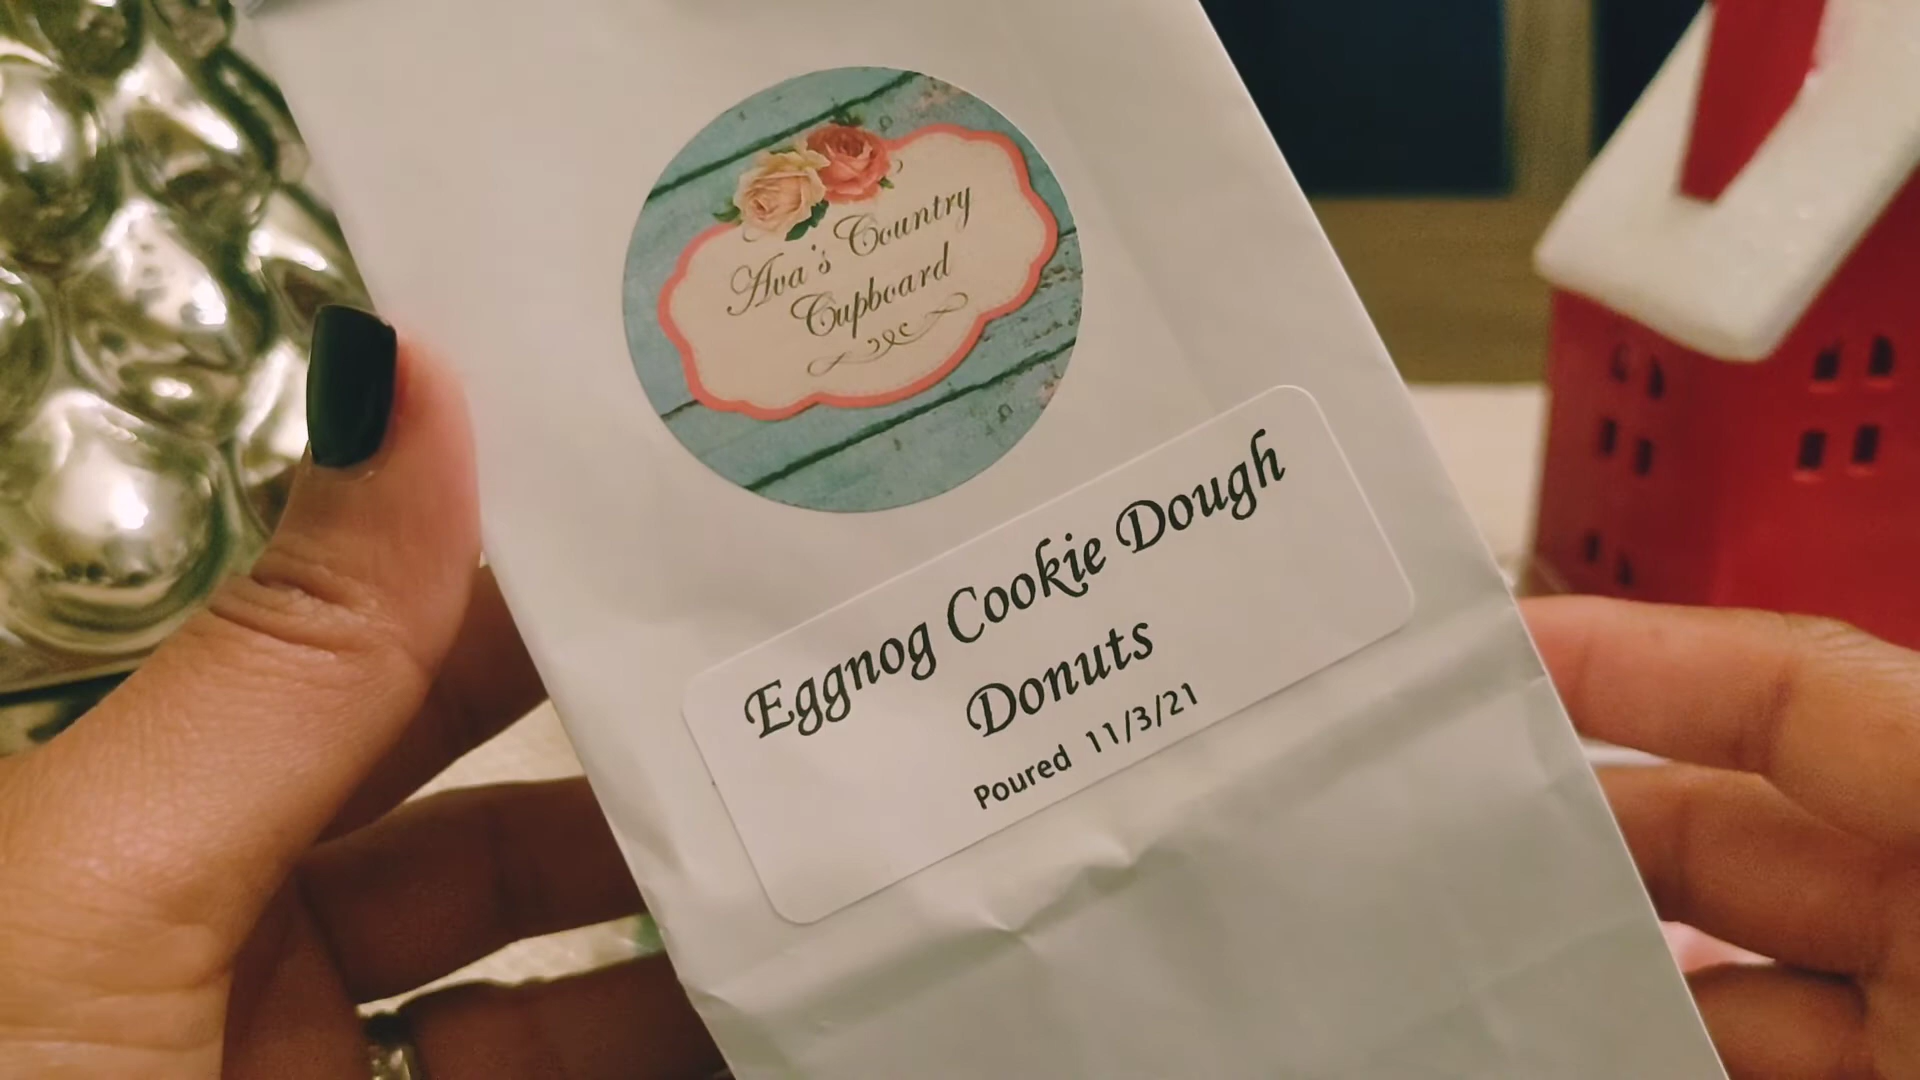 Ava's Country
Cupboard
Eggnog Cookie Dough
Donuts
Poured 11/3/21